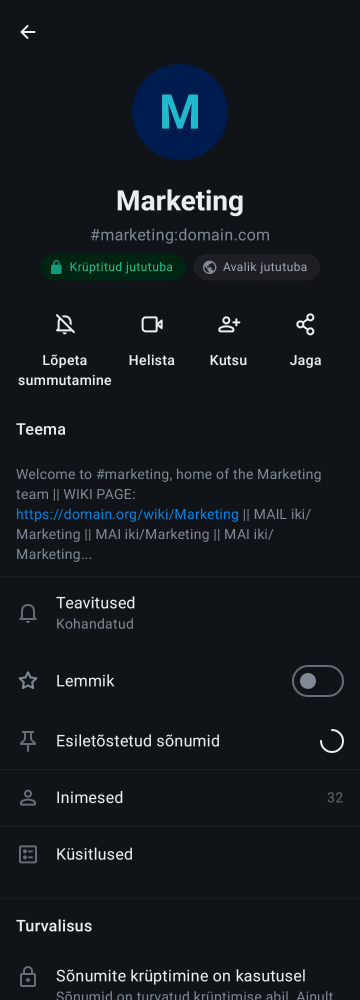 M
Marketing
#marketing:domain.com
Krüptitud jututuba
Avalik jututuba
Lõpeta
summutamine
Helista
Kutsu
Jaga
Teema
Welcome to #marketing, home of the Marketing
team || WIKI PAGE:
https://domain.org/wiki/Marketing || MAIL iki/
Marketing || MAI iki/Marketing || MAI iki/
Marketing...
Teavitused
Kohandatud
Lemmik
Esiletõstetud sõnumid
Inimesed
32
Küsitlused
Turvalisus
Sõnumite krüptimine on kasutusel
Sõnumid on turvatud krüptimise abil. Ainult